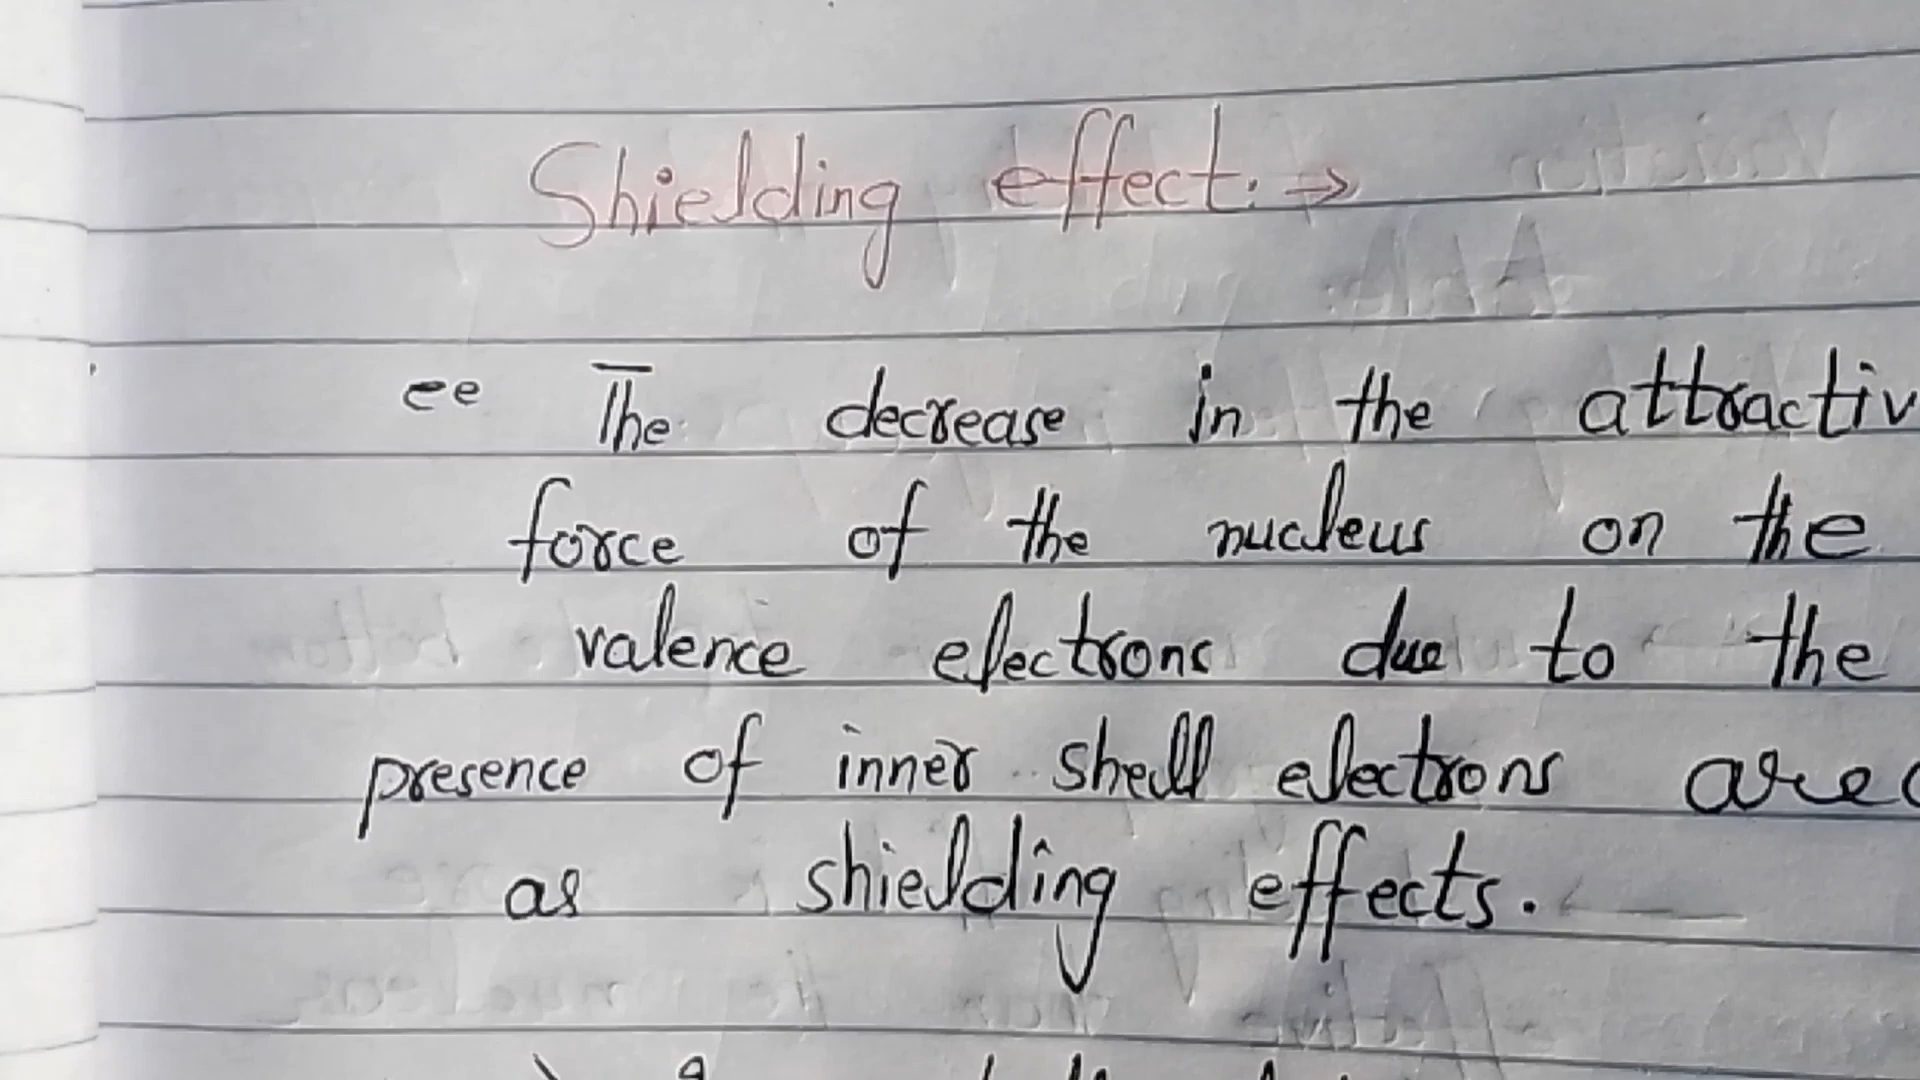 Shielding effect :→
“ The decrease in the attractiv
force of the nucleus on the
valence electrons due to the
presence of inner shell electrons are
as shielding effects.